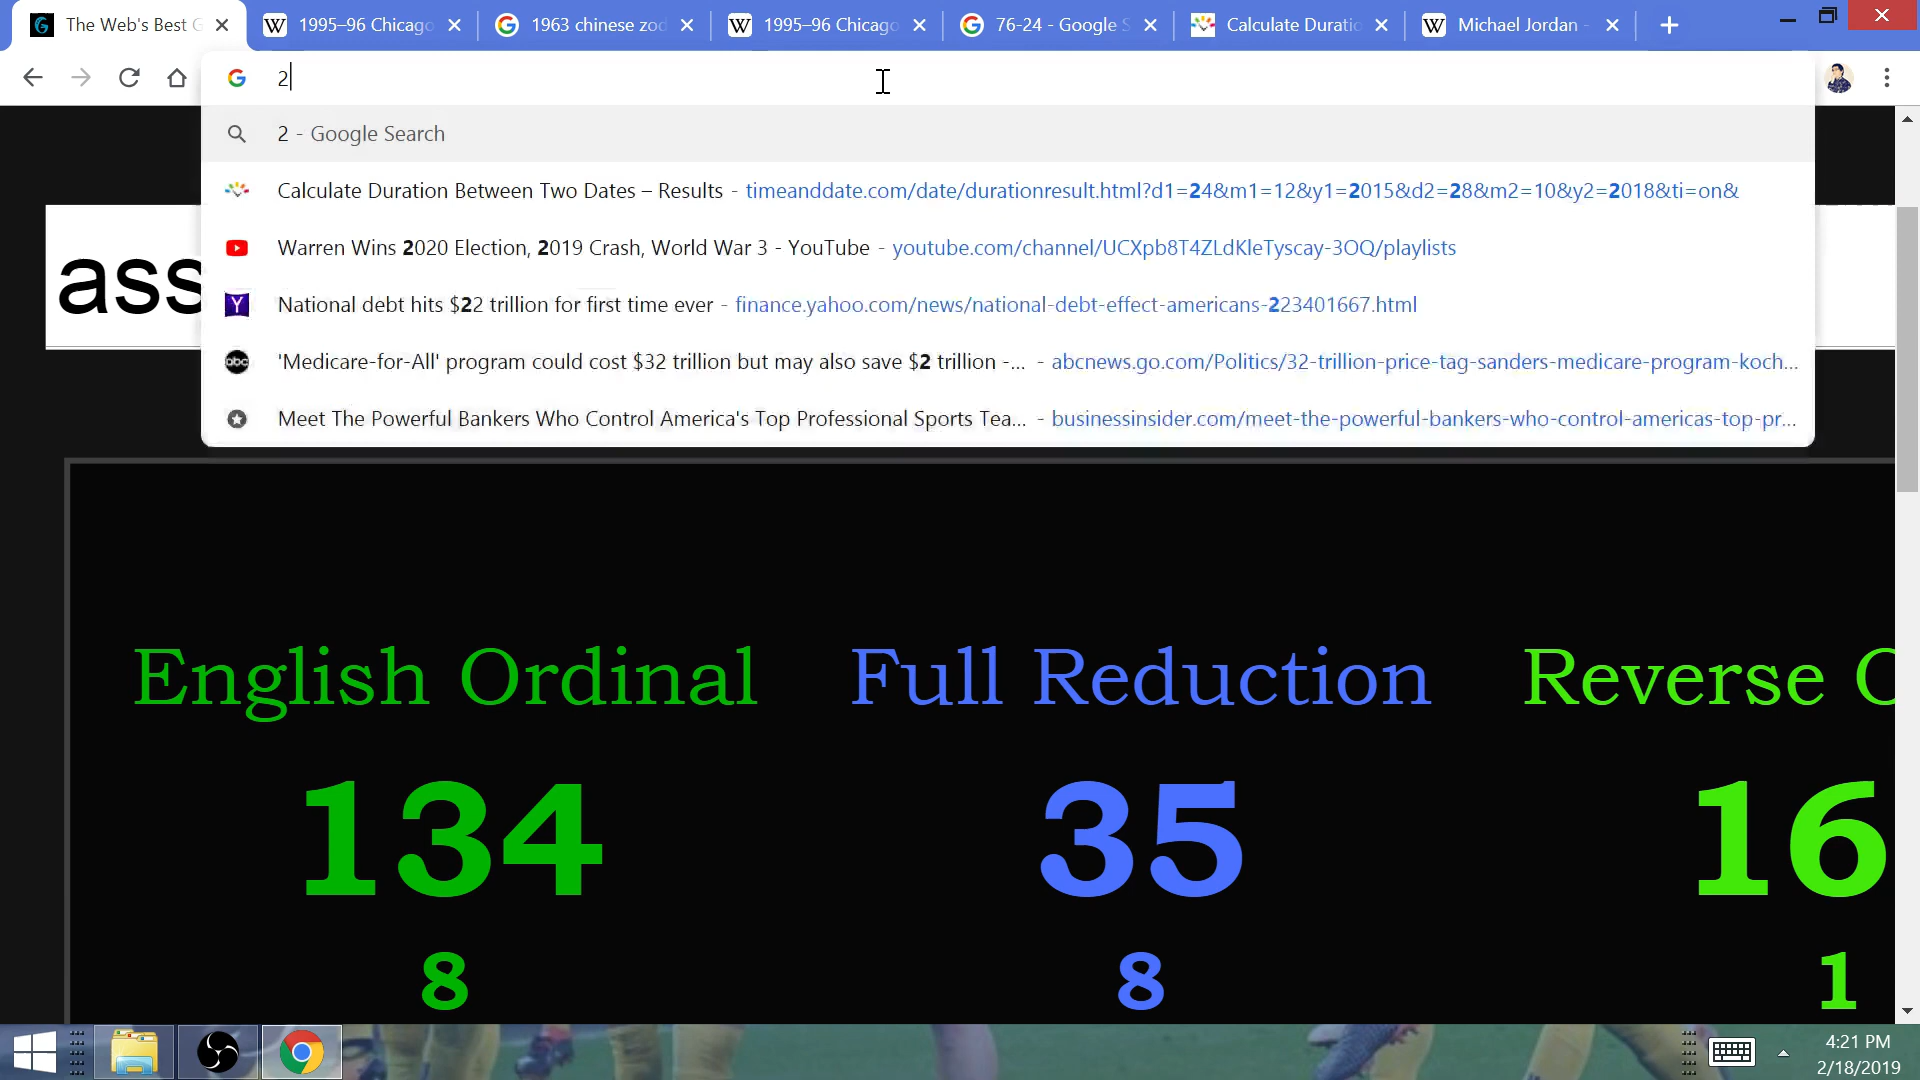 The Web's Best G
1995–96 Chicago
1963 chinese zod
1995–96 Chicago
76-24 - Google S
Calculate Duratio
Michael Jordan -
2
2 - Google Search
Calculate Duration Between Two Dates – Results - timeanddate.com/date/durationresult.html?d1=24&m1=12&y1=2015&d2=28&m2=10&y2=2018&ti=on&
Warren Wins 2020 Election, 2019 Crash, World War 3 - YouTube - youtube.com/channel/UCXpb8T4ZLdKleTyscay-3OQ/playlists
National debt hits $22 trillion for first time ever - finance.yahoo.com/news/national-debt-effect-americans-223401667.html
'Medicare-for-All' program could cost $32 trillion but may also save $2 trillion -... - abcnews.go.com/Politics/32-trillion-price-tag-sanders-medicare-program-koch...
Meet The Powerful Bankers Who Control America's Top Professional Sports Tea... - businessinsider.com/meet-the-powerful-bankers-who-control-americas-top-pr...
ass
English Ordinal
Full Reduction
Reverse O
134
35
16
8
8
1
4:21 PM
2/18/2019